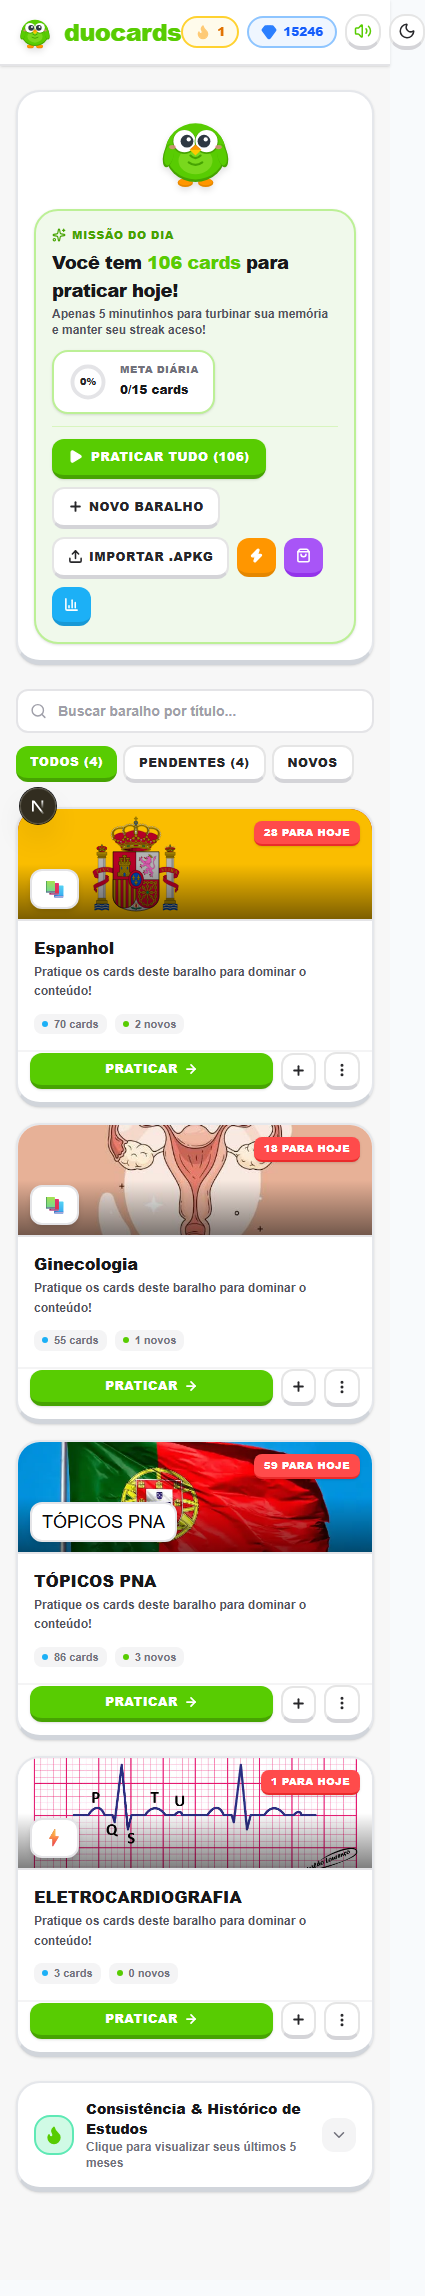 duocards 1 15246
MISSÃO DO DIA
Você tem 106 cards para
praticar hoje!
Apenas 5 minutinhos para turbinar sua memória
e manter seu streak aceso!
0%
META DIÁRIA
0/15 cards
PRATICAR TUDO (106)
NOVO BARALHO
IMPORTAR .APKG
Buscar baralho por título...
TODOS (4) PENDENTES (4) NOVOS
N
28 PARA HOJE
Espanhol
Pratique os cards deste baralho para dominar o
conteúdo!
70 cards 2 novos
PRATICAR
18 PARA HOJE
Ginecologia
Pratique os cards deste baralho para dominar o
conteúdo!
55 cards 1 novos
PRATICAR
59 PARA HOJE
TÓPICOS PNA
TÓPICOS PNA
Pratique os cards deste baralho para dominar o
conteúdo!
86 cards 3 novos
PRATICAR
1 PARA HOJE
P T U
Q S
ELETROCARDIOGRAFIA
Pratique os cards deste baralho para dominar o
conteúdo!
3 cards 0 novos
PRATICAR
Consistência & Histórico de
Estudos
Clique para visualizar seus últimos 5
meses